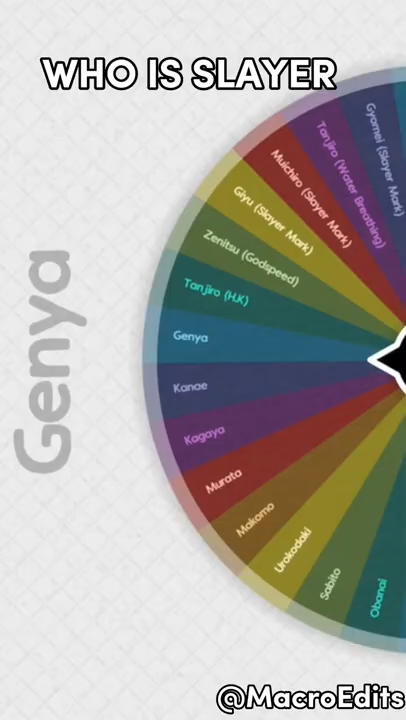 WHO IS SLAYER
Genya
Gyomei (Slayer Mark)
Tanjiro (Water Breathing)
Muichiro (Slayer Mark)
Giyu (Slayer Mark)
Zenitsu (Godspeed)
Tanjiro (H.K)
Genya
Kanae
Kagaya
Murata
Makomo
Urokodaki
Sabito
Obanai
@MacroEdits